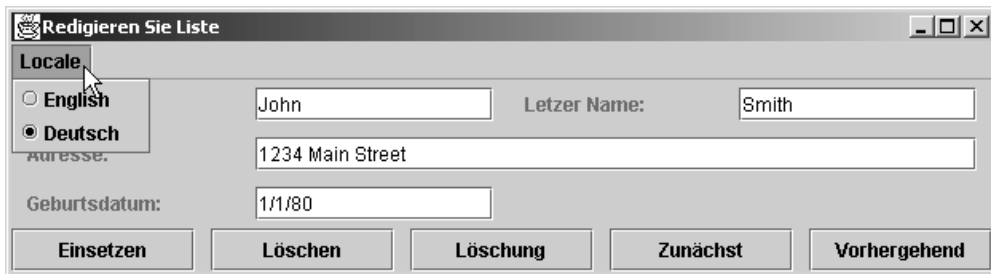 Redigieren Sie Liste
Locale
English
Deutsch
John
Letzer Name:
Smith
Adresse:
1234 Main Street
Geburtsdatum:
1/1/80
Einsetzen
Löschen
Löschung
Zunächst
Vorhergehend